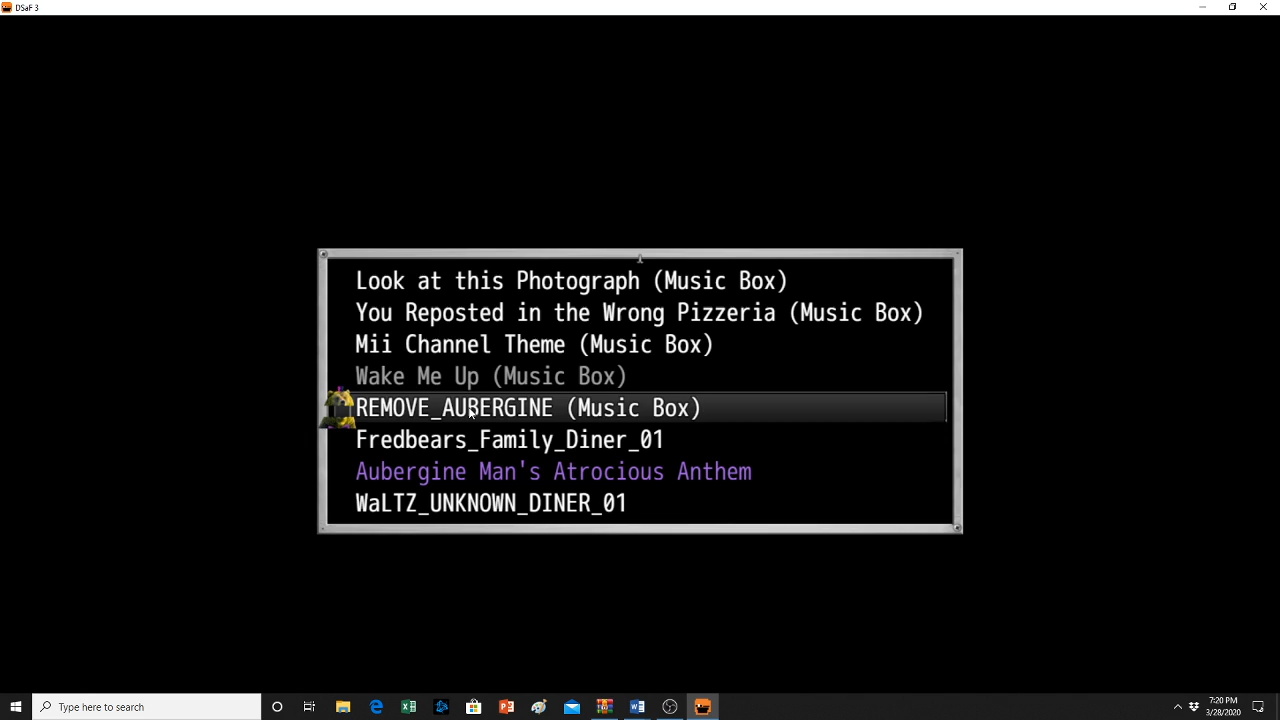 DSaF 3
Look at this Photograph (Music Box)
You Reposted in the Wrong Pizzeria (Music Box)
Mii Channel Theme (Music Box)
Wake Me Up (Music Box)
REMOVE_AUBERGINE (Music Box)
Fredbears_Family_Diner_01
Aubergine Man's Atrocious Anthem
WaLTZ_UNKNOWN_DINER_01
Type here to search
7:20 PM
3/28/2020